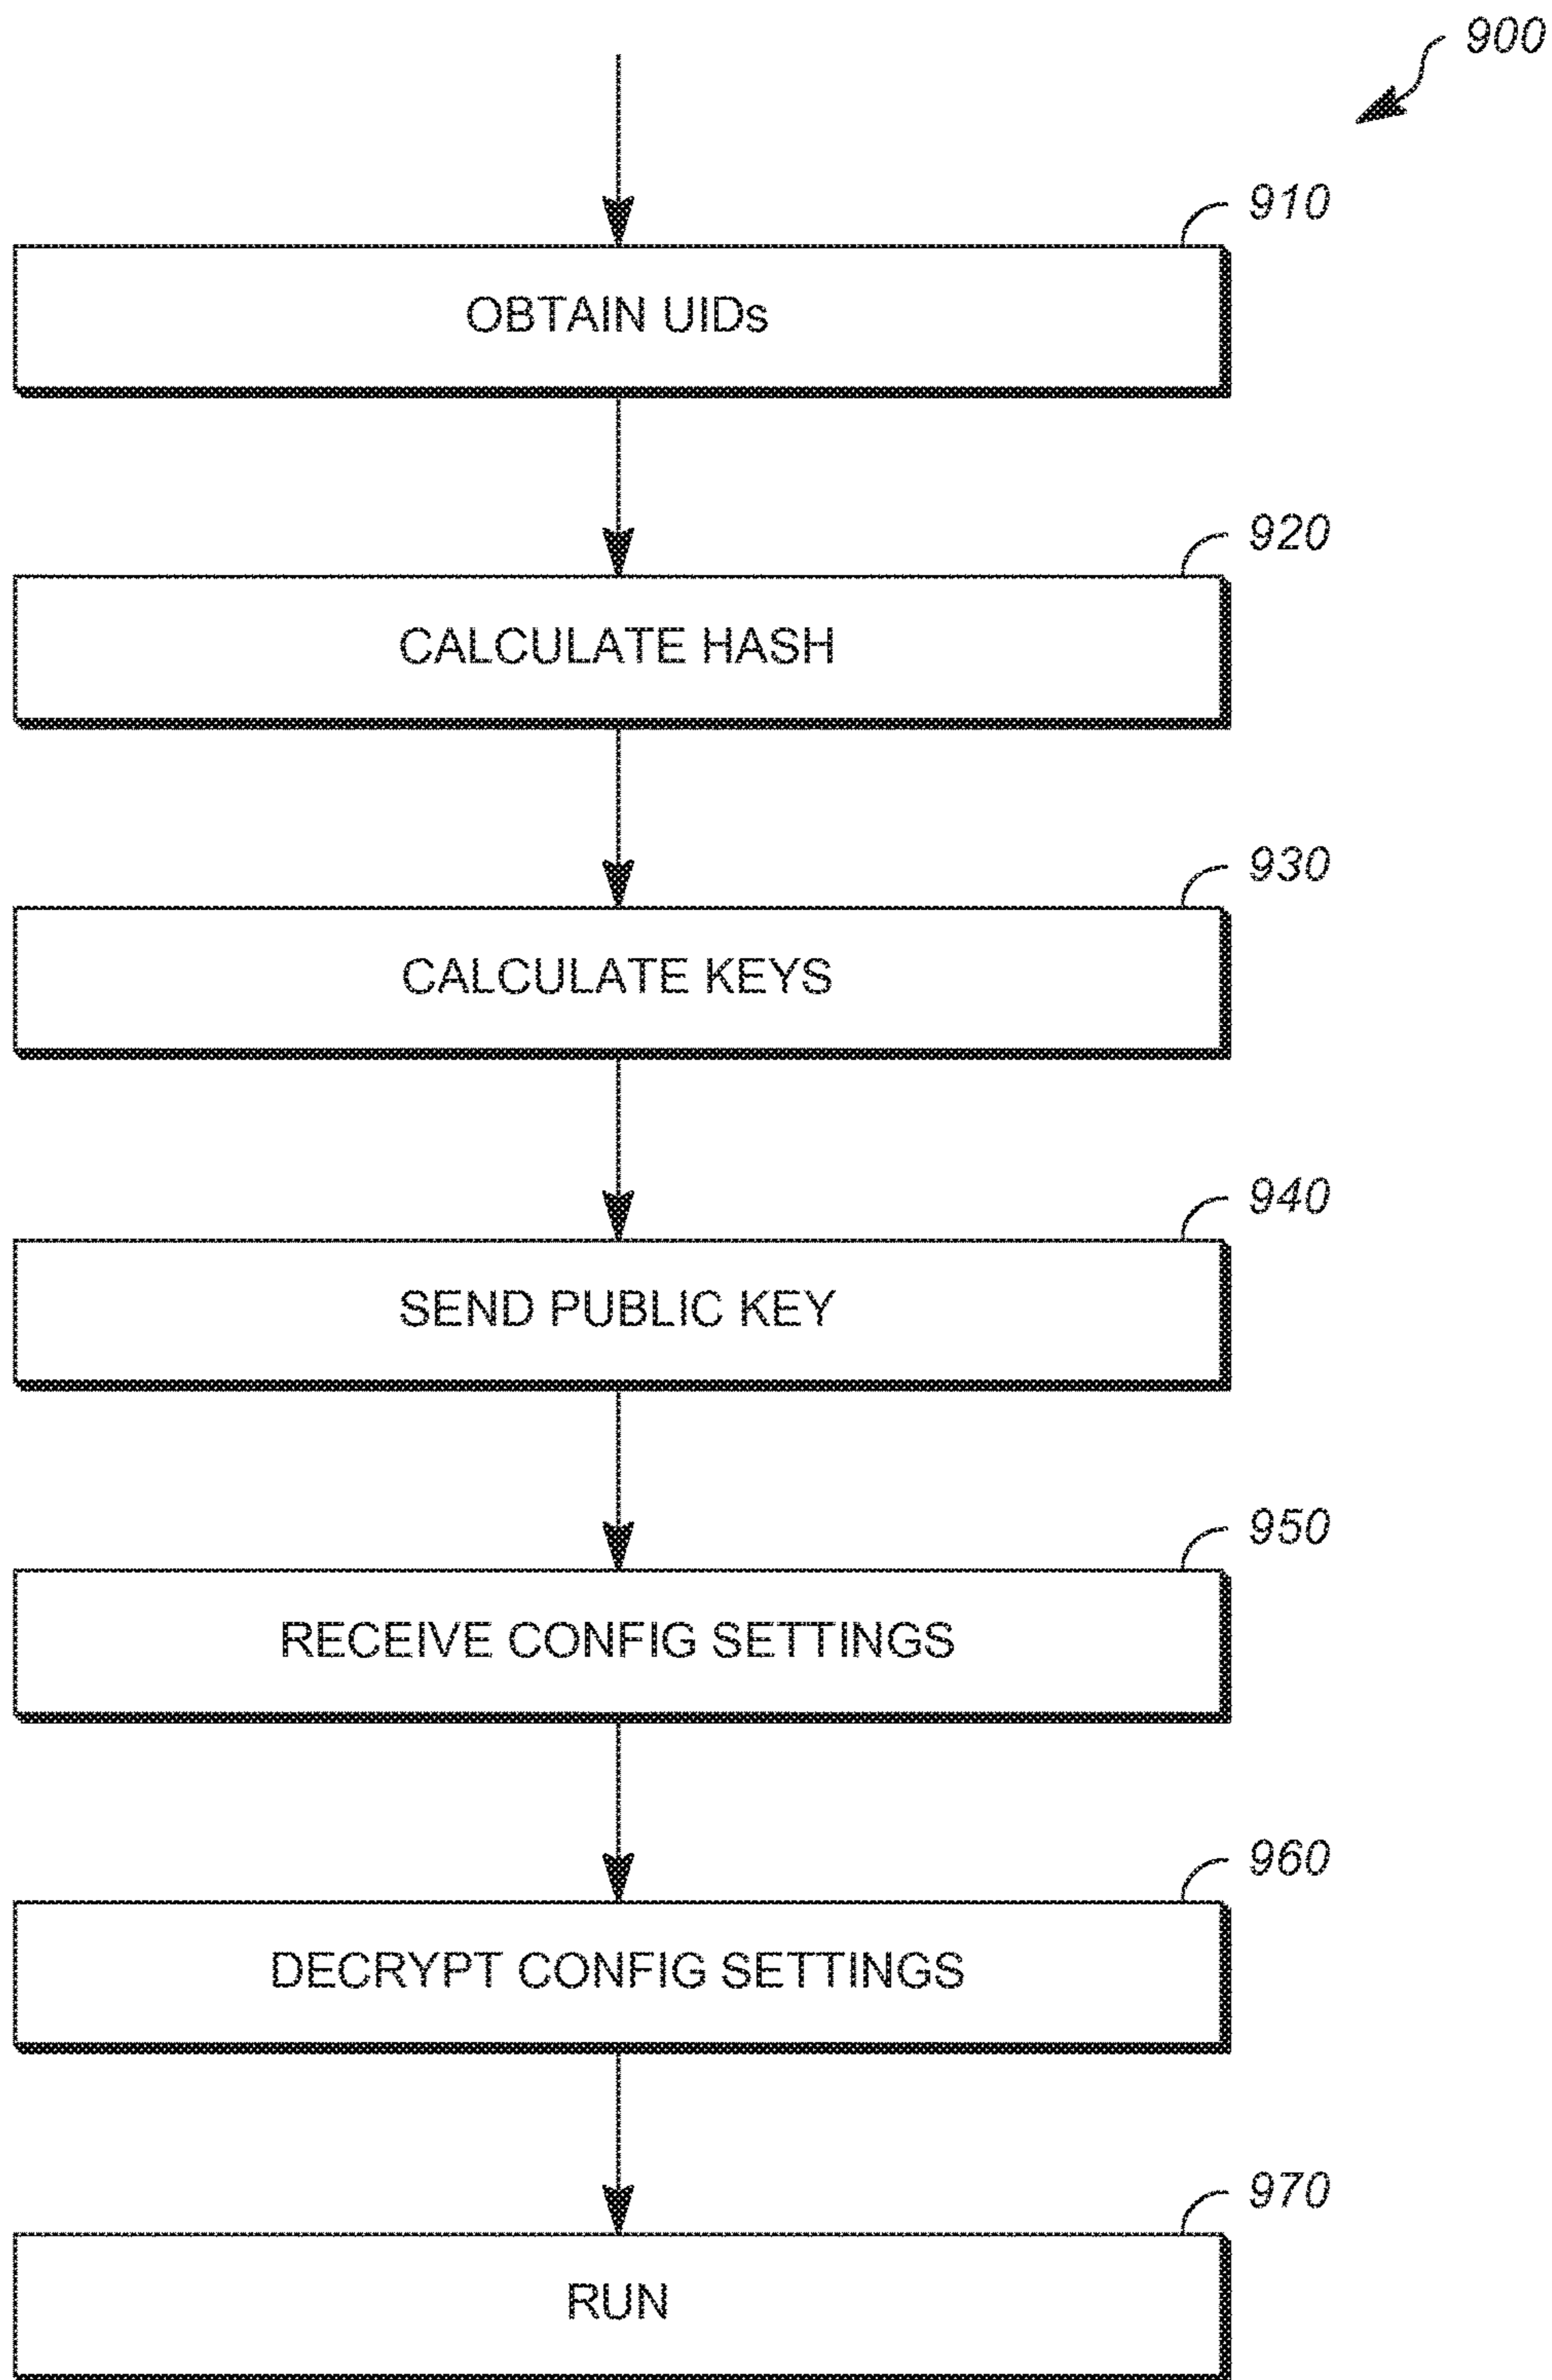 900
910
OBTAIN UIDs
920
CALCULATE HASH
930
CALCULATE KEYS
940
SEND PUBLIC KEY
950
RECEIVE CONFIG SETTINGS
960
DECRYPT CONFIG SETTINGS
970
RUN